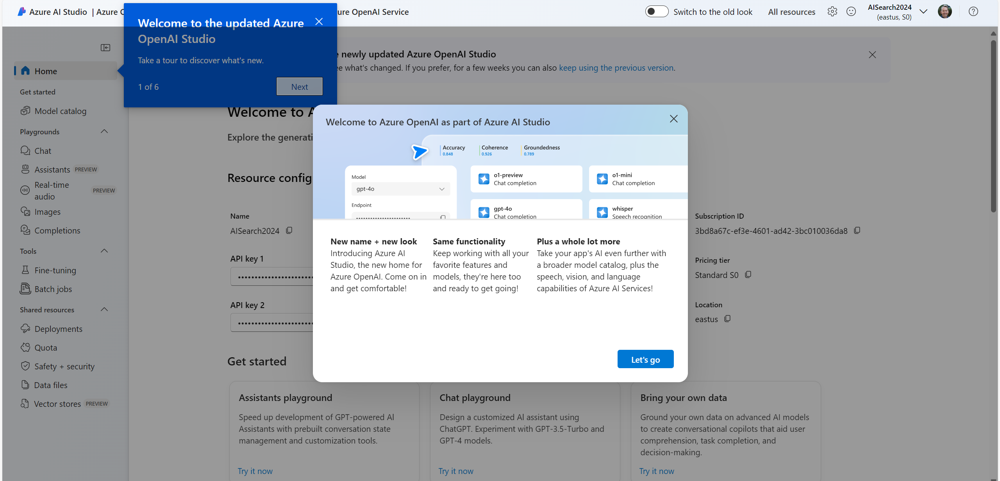 Azure AI Studio | Azure O
ure OpenAI Service
Switch to the old look
All resources
AISearch2024
(eastus, S0)
Welcome to the updated Azure
OpenAI Studio
Take a tour to discover what's new.
1 of 6
Next
newly updated Azure OpenAI Studio
what's changed. If you prefer, for a few weeks you can also keep using the previous version.
Home
Get started
Model catalog
Playgrounds
Chat
Assistants PREVIEW
Real-time
audio
PREVIEW
Images
Completions
Tools
Fine-tuning
Batch jobs
Shared resources
Deployments
Quota
Safety + security
Data files
Vector stores PREVIEW
Welcome to A
Explore the generati
Resource config
Name
AISearch2024
API key 1
•••••••••••••••••••••••
API key 2
•••••••••••••••••••••••
Subscription ID
3bd8a67c-ef3e-4601-ad42-3bc010036da8
Pricing tier
Standard S0
Location
eastus
Welcome to Azure OpenAI as part of Azure AI Studio
Accuracy
0.848
Coherence
0.926
Groundedness
0.789
Model
gpt-4o
Endpoint
•••••••••••••••••••••••
o1-preview
Chat completion
o1-mini
Chat completion
gpt-4o
Chat completion
whisper
Speech recognition
New name + new look
Introducing Azure AI
Studio, the new home for
Azure OpenAI. Come on in
and get comfortable!
Same functionality
Keep working with all your
favorite features and
models, they're here too
and ready to get going!
Plus a whole lot more
Take your app's AI even further with
a broader model catalog, plus the
speech, vision, and language
capabilities of Azure AI Services!
Let's go
Get started
Assistants playground
Speed up development of GPT-powered AI
Assistants with prebuilt conversation state
management and customization tools.
Try it now
Chat playground
Design a customized AI assistant using
ChatGPT. Experiment with GPT-3.5-Turbo and
GPT-4 models.
Try it now
Bring your own data
Ground your own data on advanced AI models
to create conversational copilots that aid user
comprehension, task completion, and
decision-making.
Try it now